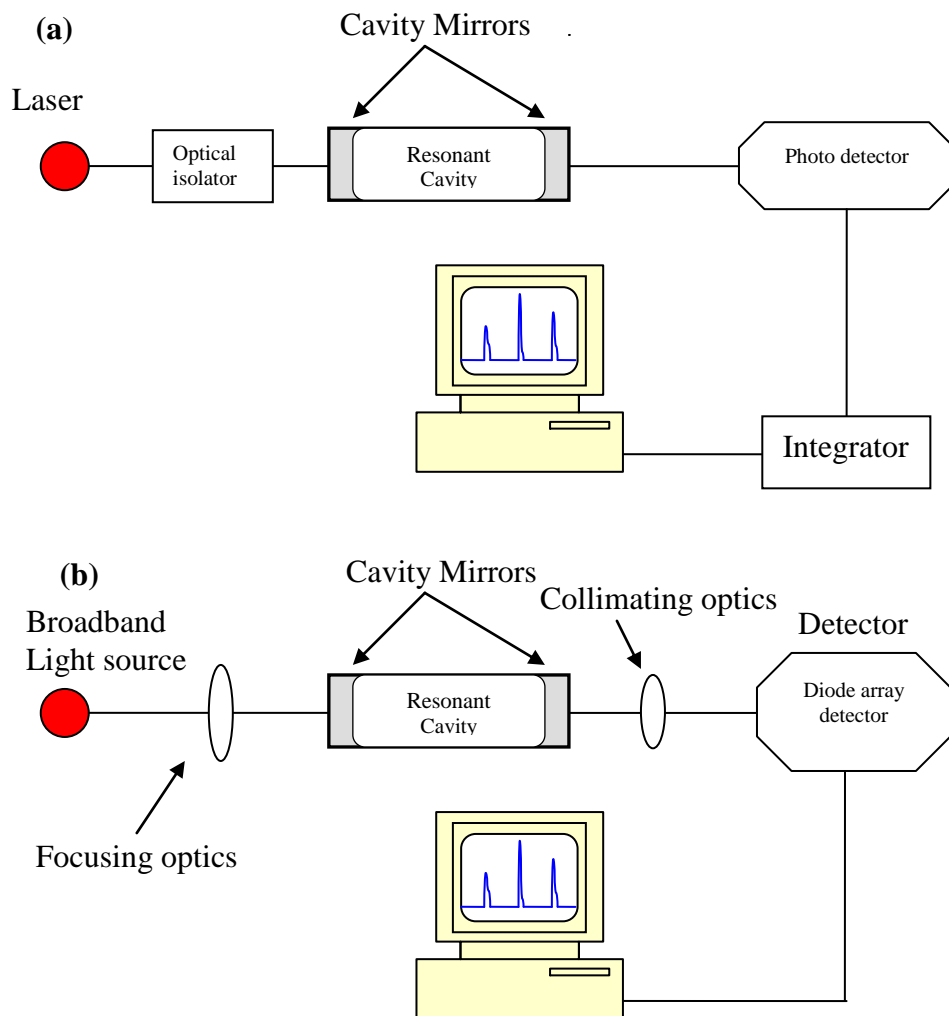 (a)
Cavity Mirrors
Laser
Optical
isolator
Resonant
Cavity
Photo detector
Integrator
(b)
Cavity Mirrors
Collimating optics
Broadband
Light source
Detector
Resonant
Cavity
Diode array
detector
Focusing optics